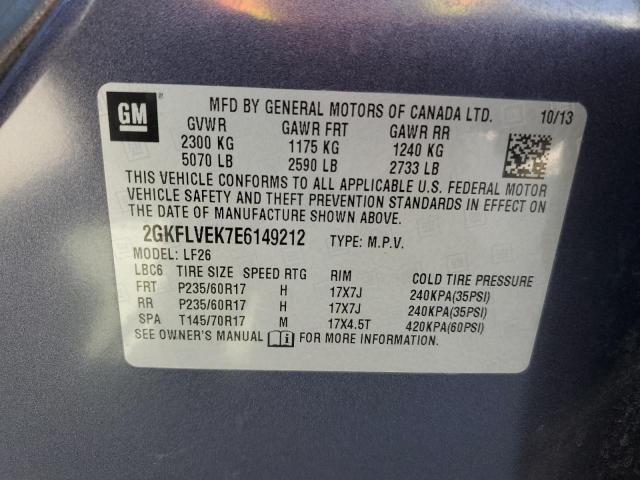 GM MFD BY GENERAL MOTORS OF CANADA LTD. 10/13
GVWR GAWR FRT GAWR RR
2300 KG 1175 KG 1240 KG
5070 LB 2590 LB 2733 LB
THIS VEHICLE CONFORMS TO ALL APPLICABLE U.S. FEDERAL MOTOR
VEHICLE SAFETY AND THEFT PREVENTION STANDARDS IN EFFECT ON
THE DATE OF MANUFACTURE SHOWN ABOVE.
2GKFLVEK7E6149212 TYPE: M.P.V.
MODEL: LF26
LBC6 TIRE SIZE SPEED RTG RIM COLD TIRE PRESSURE
FRT P235/60R17 H 17X7J 240KPA(35PSI)
RR P235/60R17 H 17X7J 240KPA(35PSI)
SPA T145/70R17 M 17X4.5T 420KPA(60PSI)
SEE OWNER'S MANUAL FOR MORE INFORMATION.